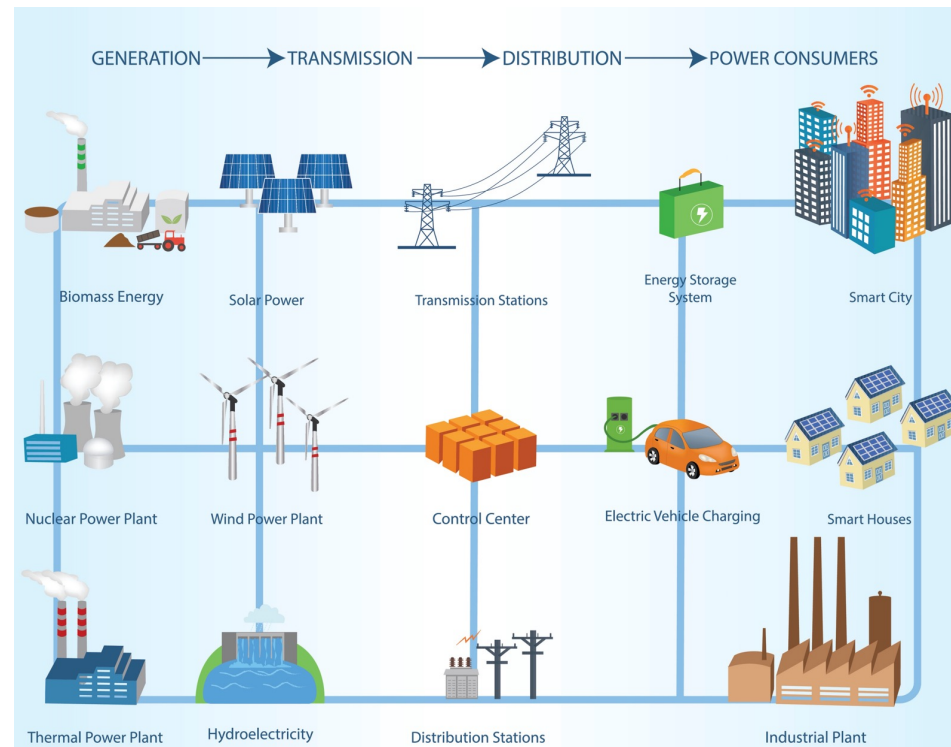 GENERATION TRANSMISSION DISTRIBUTION POWER CONSUMERS
Biomass Energy
Solar Power
Transmission Stations
Energy Storage
System
Smart City
Nuclear Power Plant
Wind Power Plant
Control Center
Electric Vehicle Charging
Smart Houses
Thermal Power Plant
Hydroelectricity
Distribution Stations
Industrial Plant